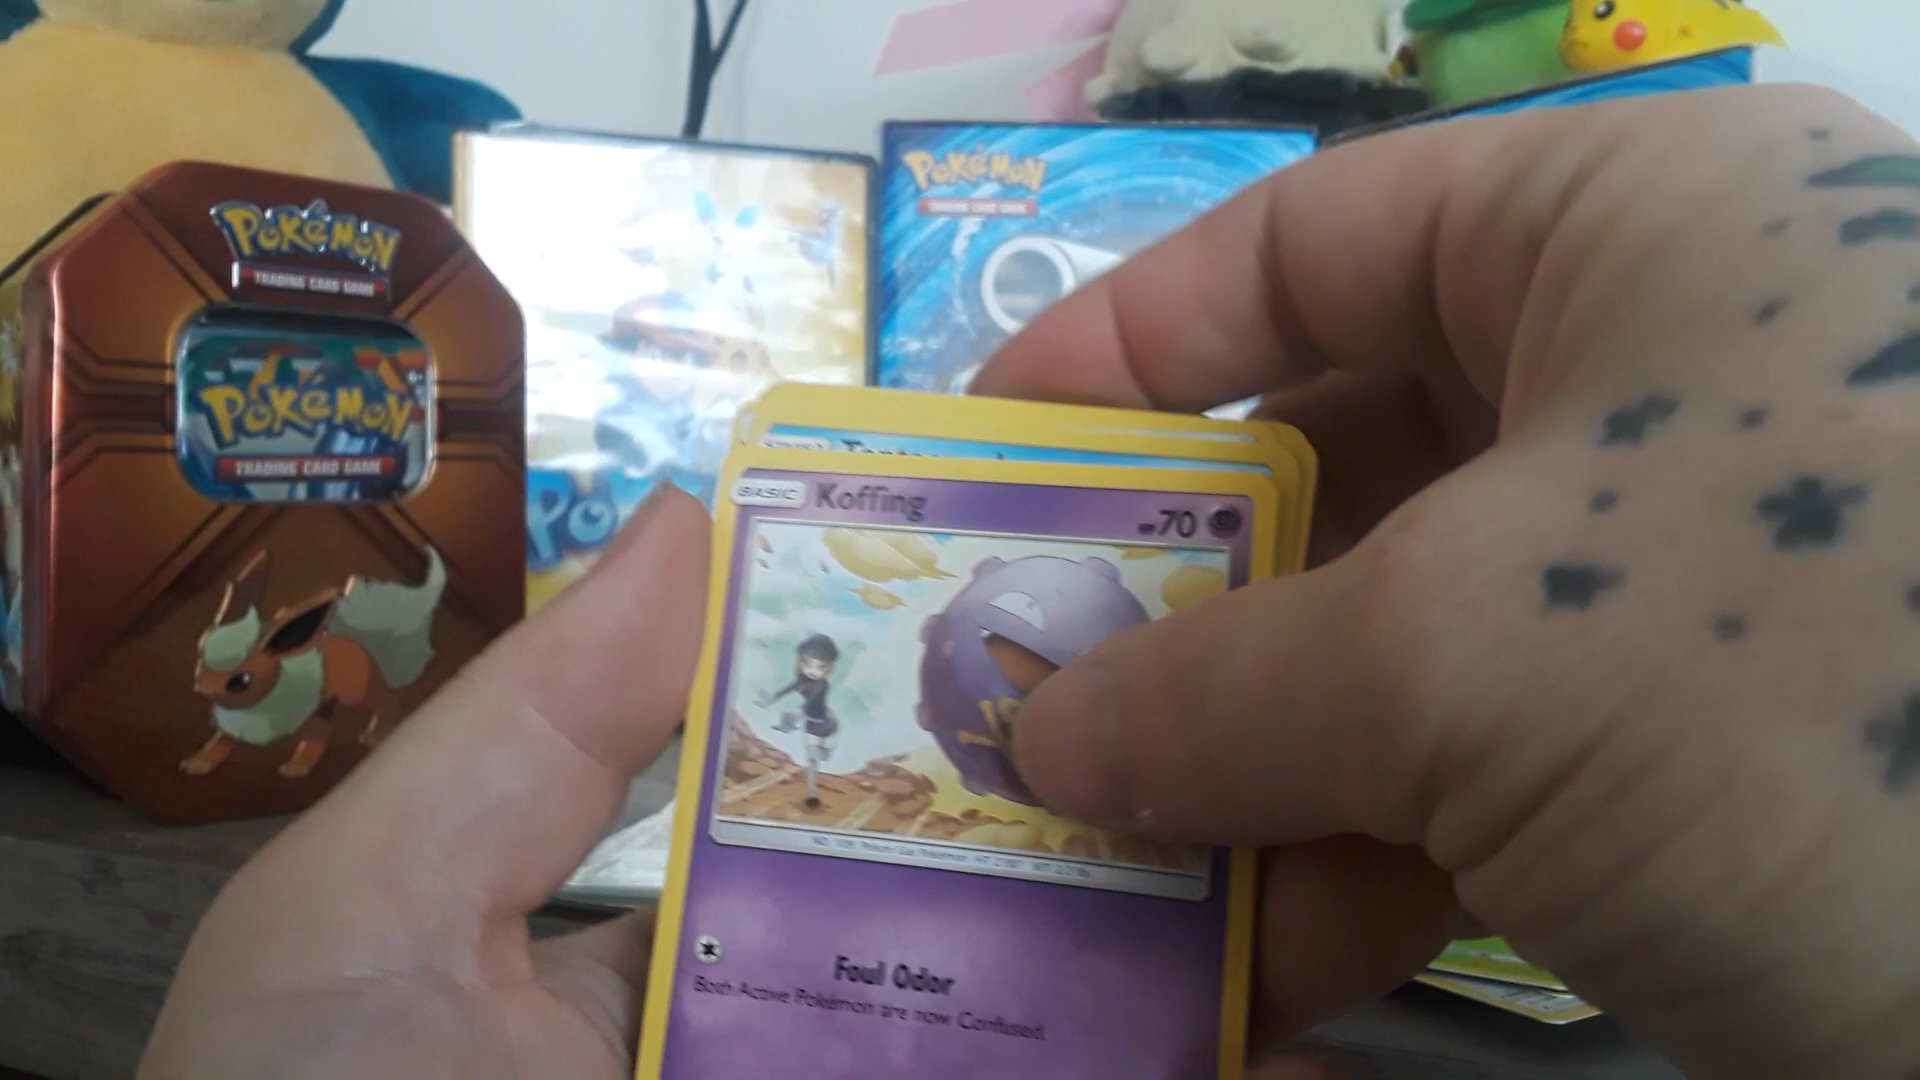 POKÉMON
TRADING CARD GAME
POKÉMON
TRADING CARD GAME
POKÉMON
TRADING CARD GAME
Pok
BASIC Koffing 70
Foul Odor
Both Active Pokémon are now Confused.